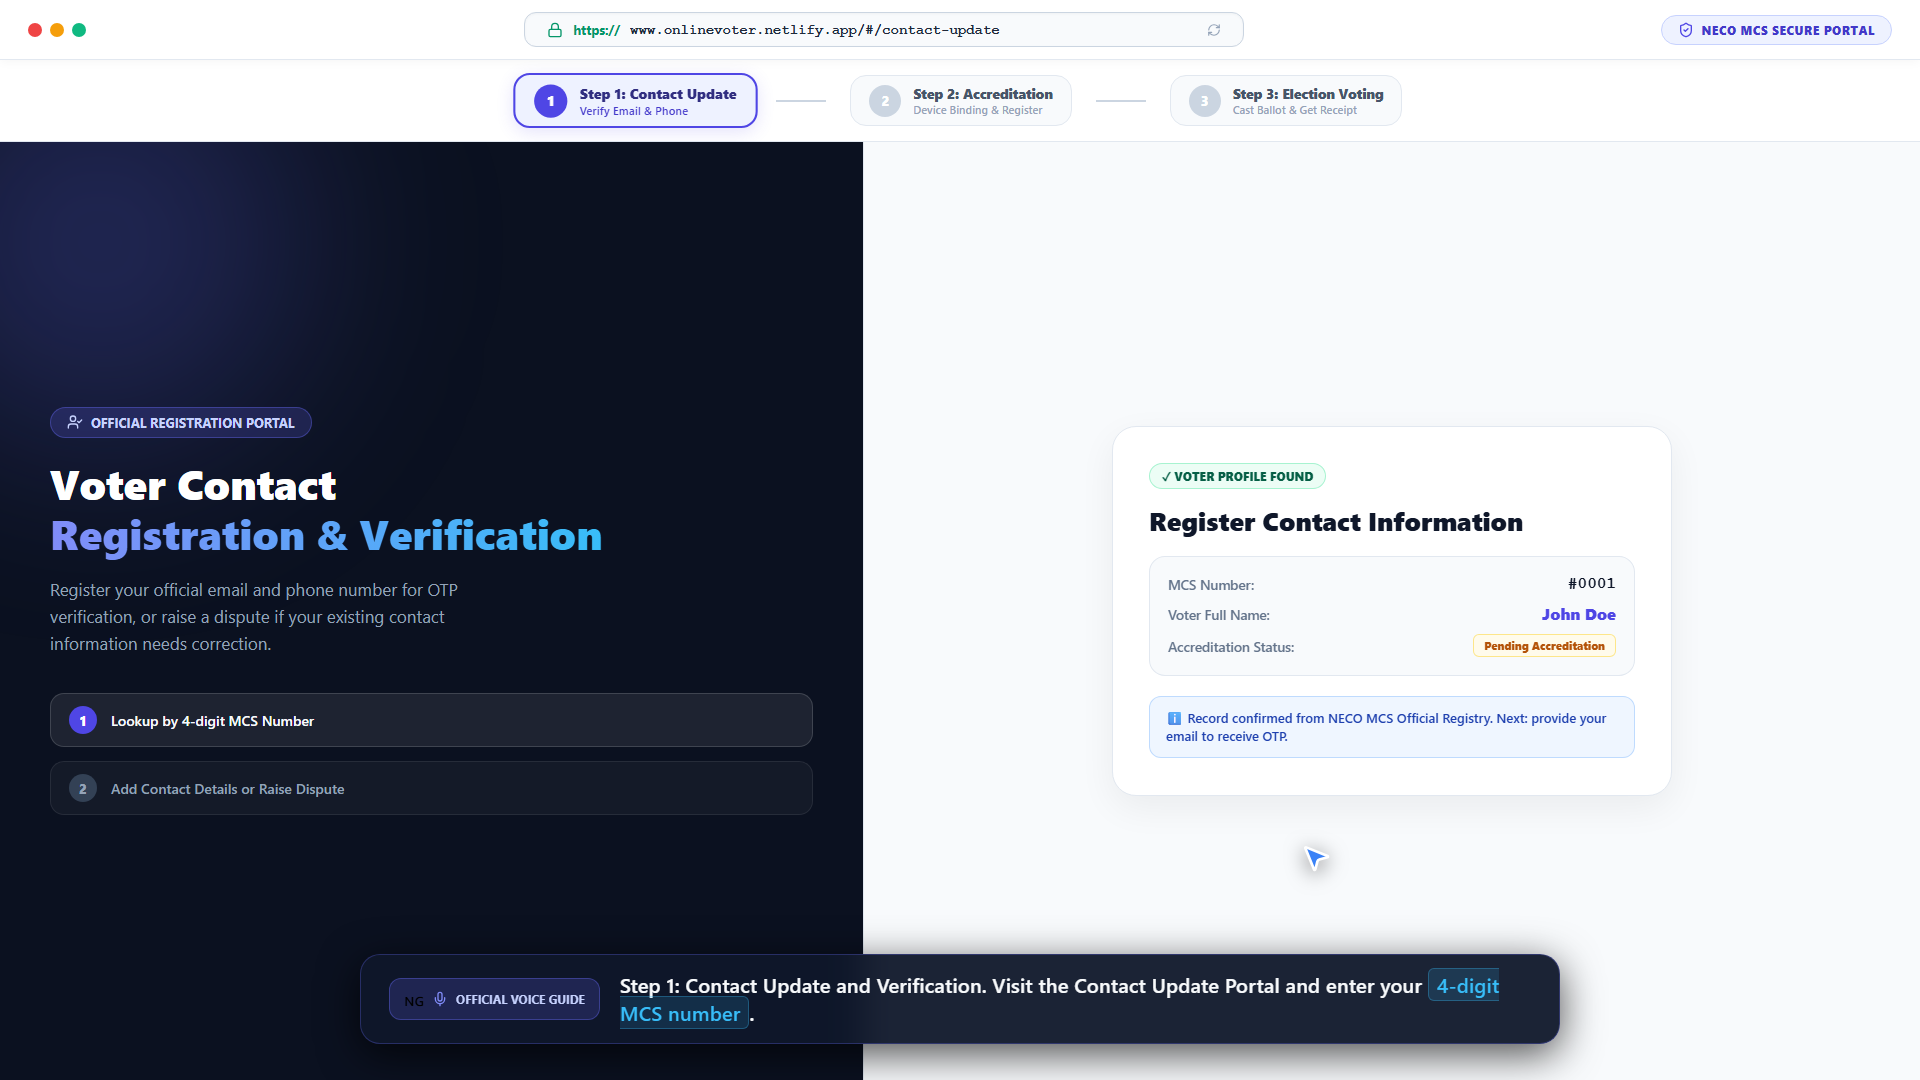 https:// www.onlinevoter.netlify.app/#/contact-update
NECO MCS SECURE PORTAL
1
Step 1: Contact Update
Verify Email & Phone
2
Step 2: Accreditation
Device Binding & Register
3
Step 3: Election Voting
Cast Ballot & Get Receipt
OFFICIAL REGISTRATION PORTAL
Voter Contact
Registration & Verification
Register your official email and phone number for OTP
verification, or raise a dispute if your existing contact
information needs correction.
1 Lookup by 4-digit MCS Number
2 Add Contact Details or Raise Dispute
✓ VOTER PROFILE FOUND
Register Contact Information
MCS Number: #0001
Voter Full Name: John Doe
Accreditation Status: Pending Accreditation
ℹ️ Record confirmed from NECO MCS Official Registry. Next: provide your
email to receive OTP.
NG OFFICIAL VOICE GUIDE
Step 1: Contact Update and Verification. Visit the Contact Update Portal and enter your 4-digit
MCS number .